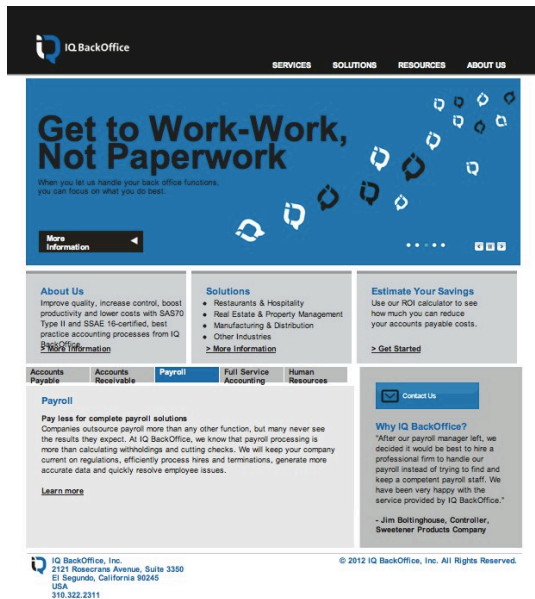 IQ BackOffice
SERVICES SOLUTIONS RESOURCES ABOUT US
Get to Work-Work,
Not Paperwork
When you let us handle your back office functions,
you can focus on what you do best.
More
Information
About Us
Improve quality, increase control, boost
productivity and lower costs with SAS70
Type II and SSAE 16-certified, best
practice accounting processes from IQ
BackOffice.
> More Information
Solutions
Restaurants & Hospitality
Real Estate & Property Management
Manufacturing & Distribution
Other Industries
> More Information
Estimate Your Savings
Use our ROI calculator to see
how much you can reduce
your accounts payable costs.
> Get Started
Accounts
Payable
Accounts
Receivable
Payroll
Full Service
Accounting
Human
Resources
Payroll
Pay less for complete payroll solutions
Companies outsource payroll more than any other function, but many never see
the results they expect. At IQ BackOffice, we know that payroll processing is
more than calculating withholdings and cutting checks. We will keep your company
current on regulations, efficiently process hires and terminations, generate more
accurate data and quickly resolve employee issues.
Learn more
Contact Us
Why IQ BackOffice?
"After our payroll manager left, we
decided it would be best to hire a
professional firm to handle our
payroll instead of trying to find and
keep a competent payroll staff. We
have been very happy with the
service provided by IQ BackOffice."
- Jim Boltinghouse, Controller,
Sweetener Products Company
IQ BackOffice, Inc.
2121 Rosecrans Avenue, Suite 3350
El Segundo, California 90245
USA
310.322.2311
© 2012 IQ BackOffice, Inc. All Rights Reserved.